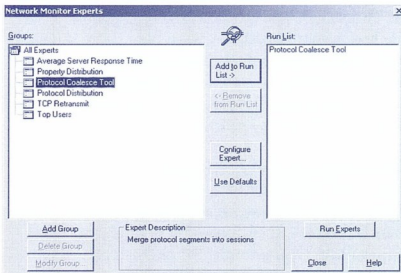 Network Monitor Experts
Groups:
All Experts
Average Server Response Time
Property Distribution
Protocol Coalesce Tool
Protocol Distribution
TCP Retransmit
Top Users
Add to Run
List ->
<- Remove
from Run List
Configure
Expert...
Use Defaults
Run List:
Protocol Coalesce Tool
Add Group
Delete Group
Modify Group...
Expert Description
Merge protocol segments into sessions
Run Experts
Close
Help